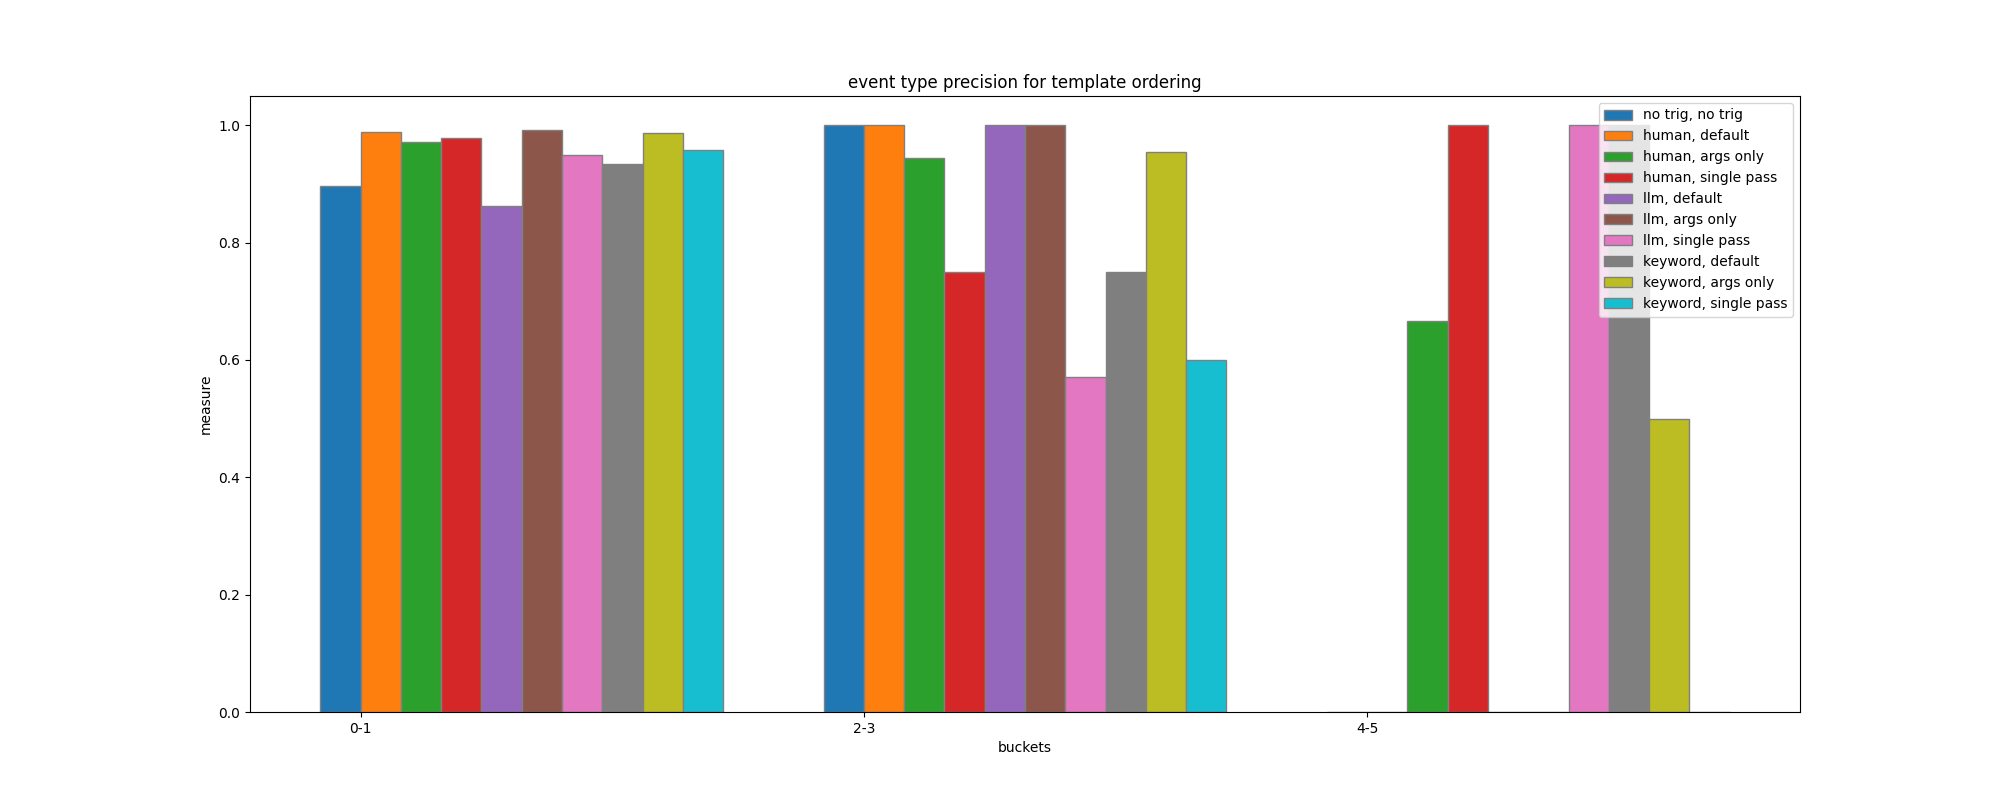 event type precision for template ordering
measure
1.0
0.8
0.6
0.4
0.2
0.0
0-1
2-3
4-5
buckets
no trig, no trig
human, default
human, args only
human, single pass
llm, default
llm, args only
llm, single pass
keyword, default
keyword, args only
keyword, single pass